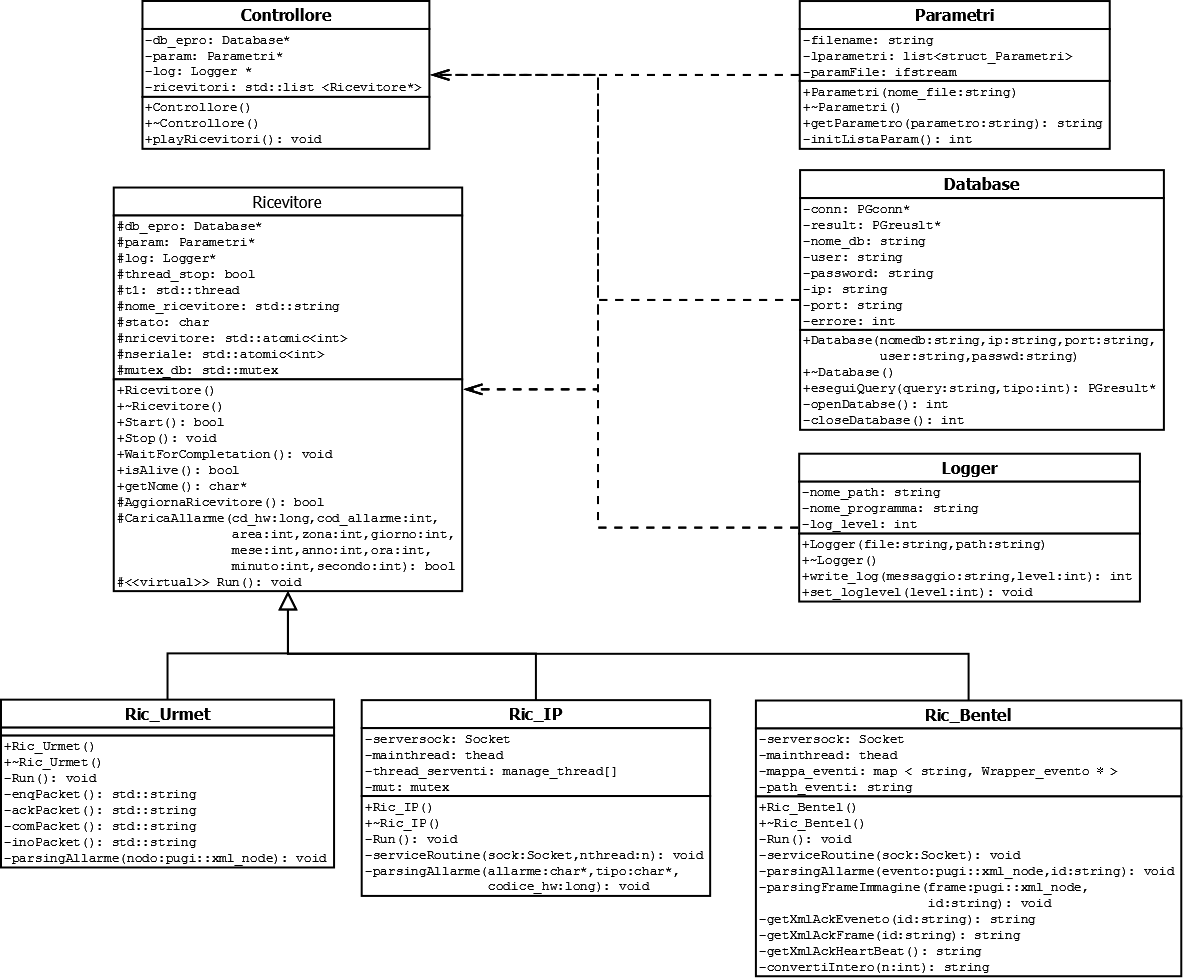 Controllore
-db_epro: Database*
-param: Parametri*
-log: Logger *
-ricevitori: std::list <Ricevitore*>
+Controllore()
+~Controllore()
+playRicevitori(): void
Parametri
-filename: string
-lparametri: list<struct_Parametri>
-paramFile: ifstream
+Parametri(nome_file:string)
+~Parametri()
+getParametro(parametro:string): string
-initListaParam(): int
Ricevitore
#db_epro: Database*
#param: Parametri*
#log: Logger*
#thread_stop: bool
#t1: std::thread
#nome_ricevitore: std::string
#stato: char
#nricevitore: std::atomic<int>
#nseriale: std::atomic<int>
#mutex_db: std::mutex
+Ricevitore()
+~Ricevitore()
+Start(): bool
+Stop(): void
+WaitForCompletation(): void
+isAlive(): bool
+getNome(): char*
#AggiornaRicevitore(): bool
#CaricaAllarme(cd_hw:long,cod_allarme:int,
area:int,zona:int,giorno:int,
mese:int,anno:int,ora:int,
minuto:int,secondo:int): bool
#<<virtual>> Run(): void
Database
-conn: PGconn*
-result: PGreuslt*
-nome_db: string
-user: string
-password: string
-ip: string
-port: string
-errore: int
+Database(nomedb:string,ip:string,port:string,
user:string,passwd:string)
+~Database()
+eseguiQuery(query:string,tipo:int): PGresult*
-openDatabse(): int
-closeDatabase(): int
Logger
-nome_path: string
-nome_programma: string
-log_level: int
+Logger(file:string,path:string)
+~Logger()
+write_log(messaggio:string,level:int): int
+set_loglevel(level:int): void
Ric_Urmet
+Ric_Urmet()
+~Ric_Urmet()
-Run(): void
-enqPacket(): std::string
-ackPacket(): std::string
-comPacket(): std::string
-inoPacket(): std::string
-parsingAllarme(nodo:pugi::xml_node): void
Ric_IP
-serversock: Socket
-mainthread: thead
-thread_serventi: manage_thread[]
-mut: mutex
+Ric_IP()
+~Ric_IP()
-Run(): void
-serviceRoutine(sock:Socket,nthread:n): void
-parsingAllarme(allarme:char*,tipo:char*,
codice_hw:long): void
Ric_Bentel
-serversock: Socket
-mainthread: thead
-mappa_eventi: map < string, Wrapper_evento * >
-path_eventi: string
+Ric_Bentel()
+~Ric_Bentel()
-Run(): void
-serviceRoutine(sock:Socket): void
-parsingAllarme(evento:pugi::xml_node,id:string): void
-parsingFrameImmagine(frame:pugi::xml_node,
id:string): void
-getXmlAckEveneto(id:string): string
-getXmlAckFrame(id:string): string
-getXmlAckHeartBeat(): string
-convertiIntero(n:int): string